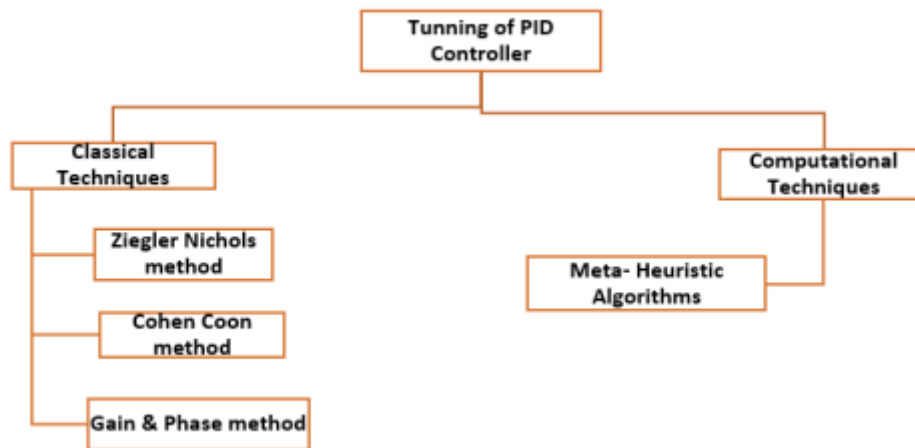 Tunning of PID
Controller
Classical
Techniques
Computational
Techniques
Ziegler Nichols
method
Meta- Heuristic
Algorithms
Cohen Coon
method
Gain & Phase method